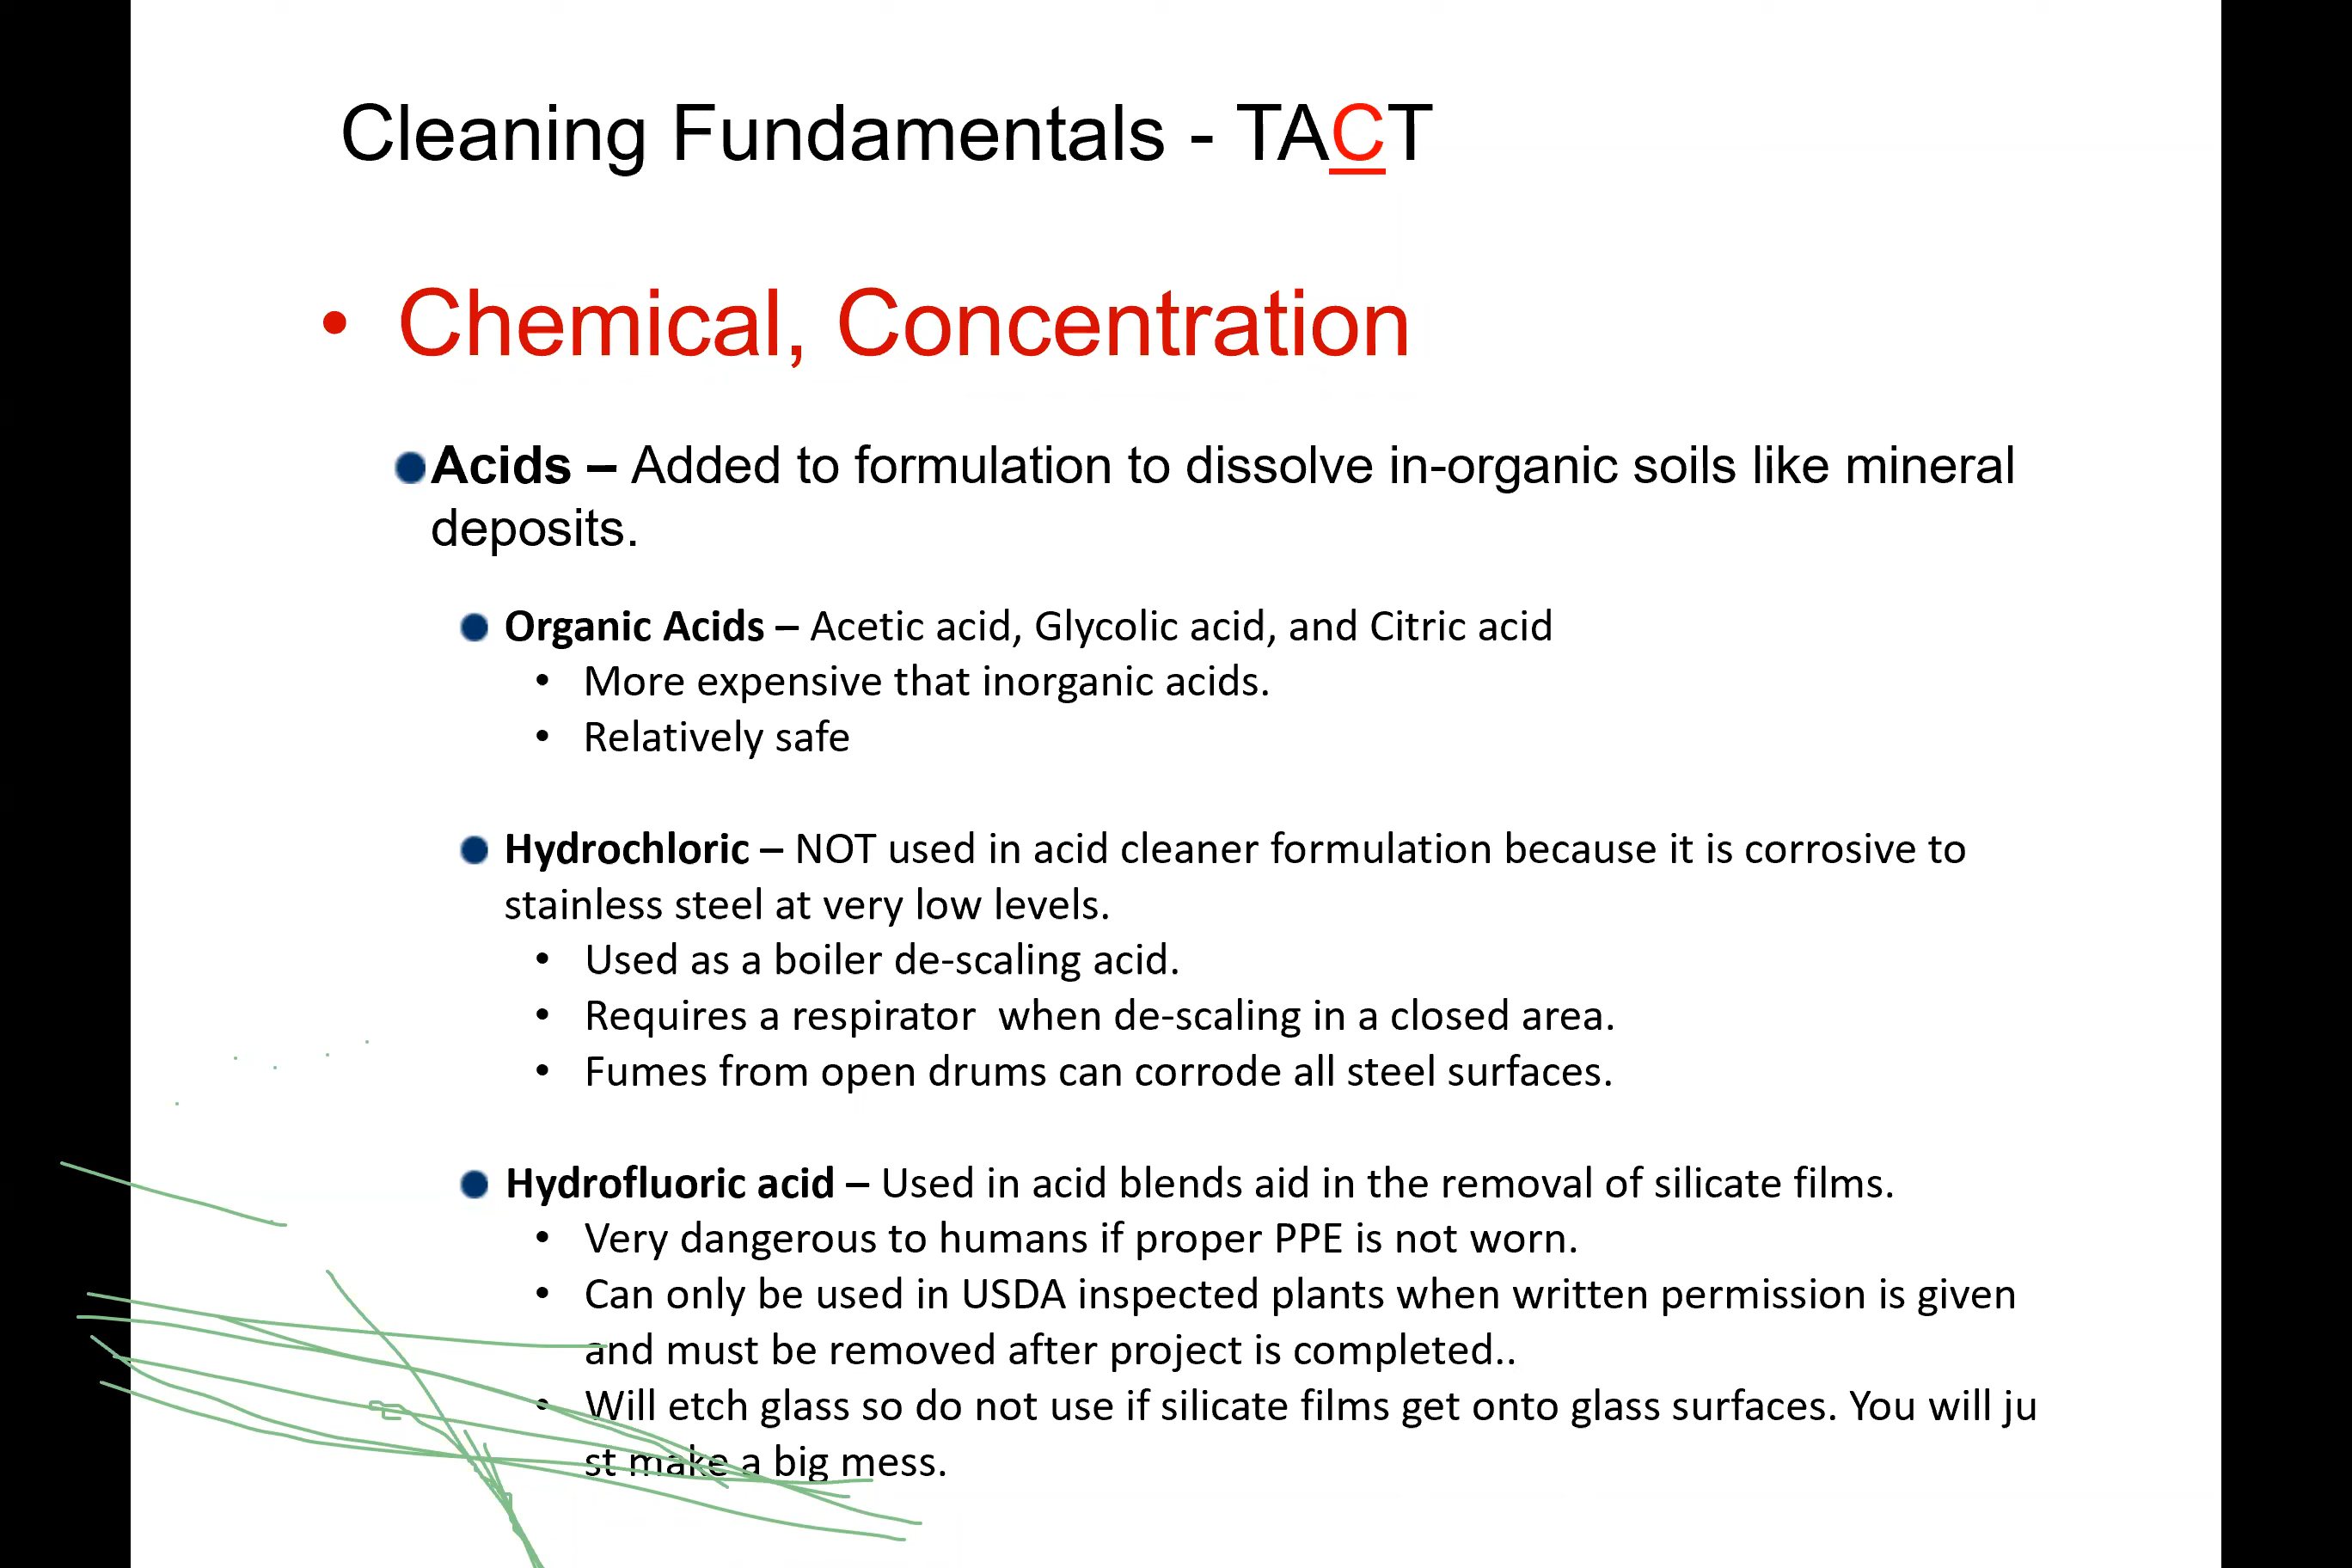 Cleaning Fundamentals - TACT
• Chemical, Concentration
Acids – Added to formulation to dissolve in-organic soils like mineral
deposits.
Organic Acids – Acetic acid, Glycolic acid, and Citric acid
• More expensive that inorganic acids.
• Relatively safe
Hydrochloric – NOT used in acid cleaner formulation because it is corrosive to
stainless steel at very low levels.
• Used as a boiler de-scaling acid.
• Requires a respirator  when de-scaling in a closed area.
• Fumes from open drums can corrode all steel surfaces.
Hydrofluoric acid – Used in acid blends aid in the removal of silicate films.
• Very dangerous to humans if proper PPE is not worn.
• Can only be used in USDA inspected plants when written permission is given
and must be removed after project is completed..
• Will etch glass so do not use if silicate films get onto glass surfaces. You will ju
st make a big mess.